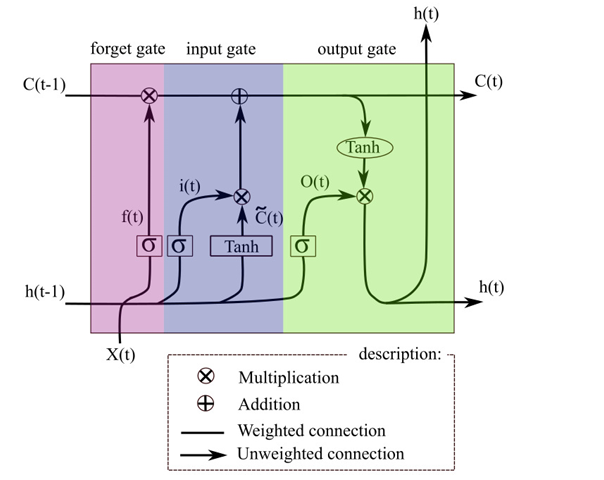 h(t)
forget gate input gate output gate
C(t-1)
C(t)
Tanh
i(t)
O(t)
f(t)
C̃(t)
σ
σ
Tanh
σ
h(t-1)
h(t)
X(t)
description:
Multiplication
Addition
Weighted connection
Unweighted connection